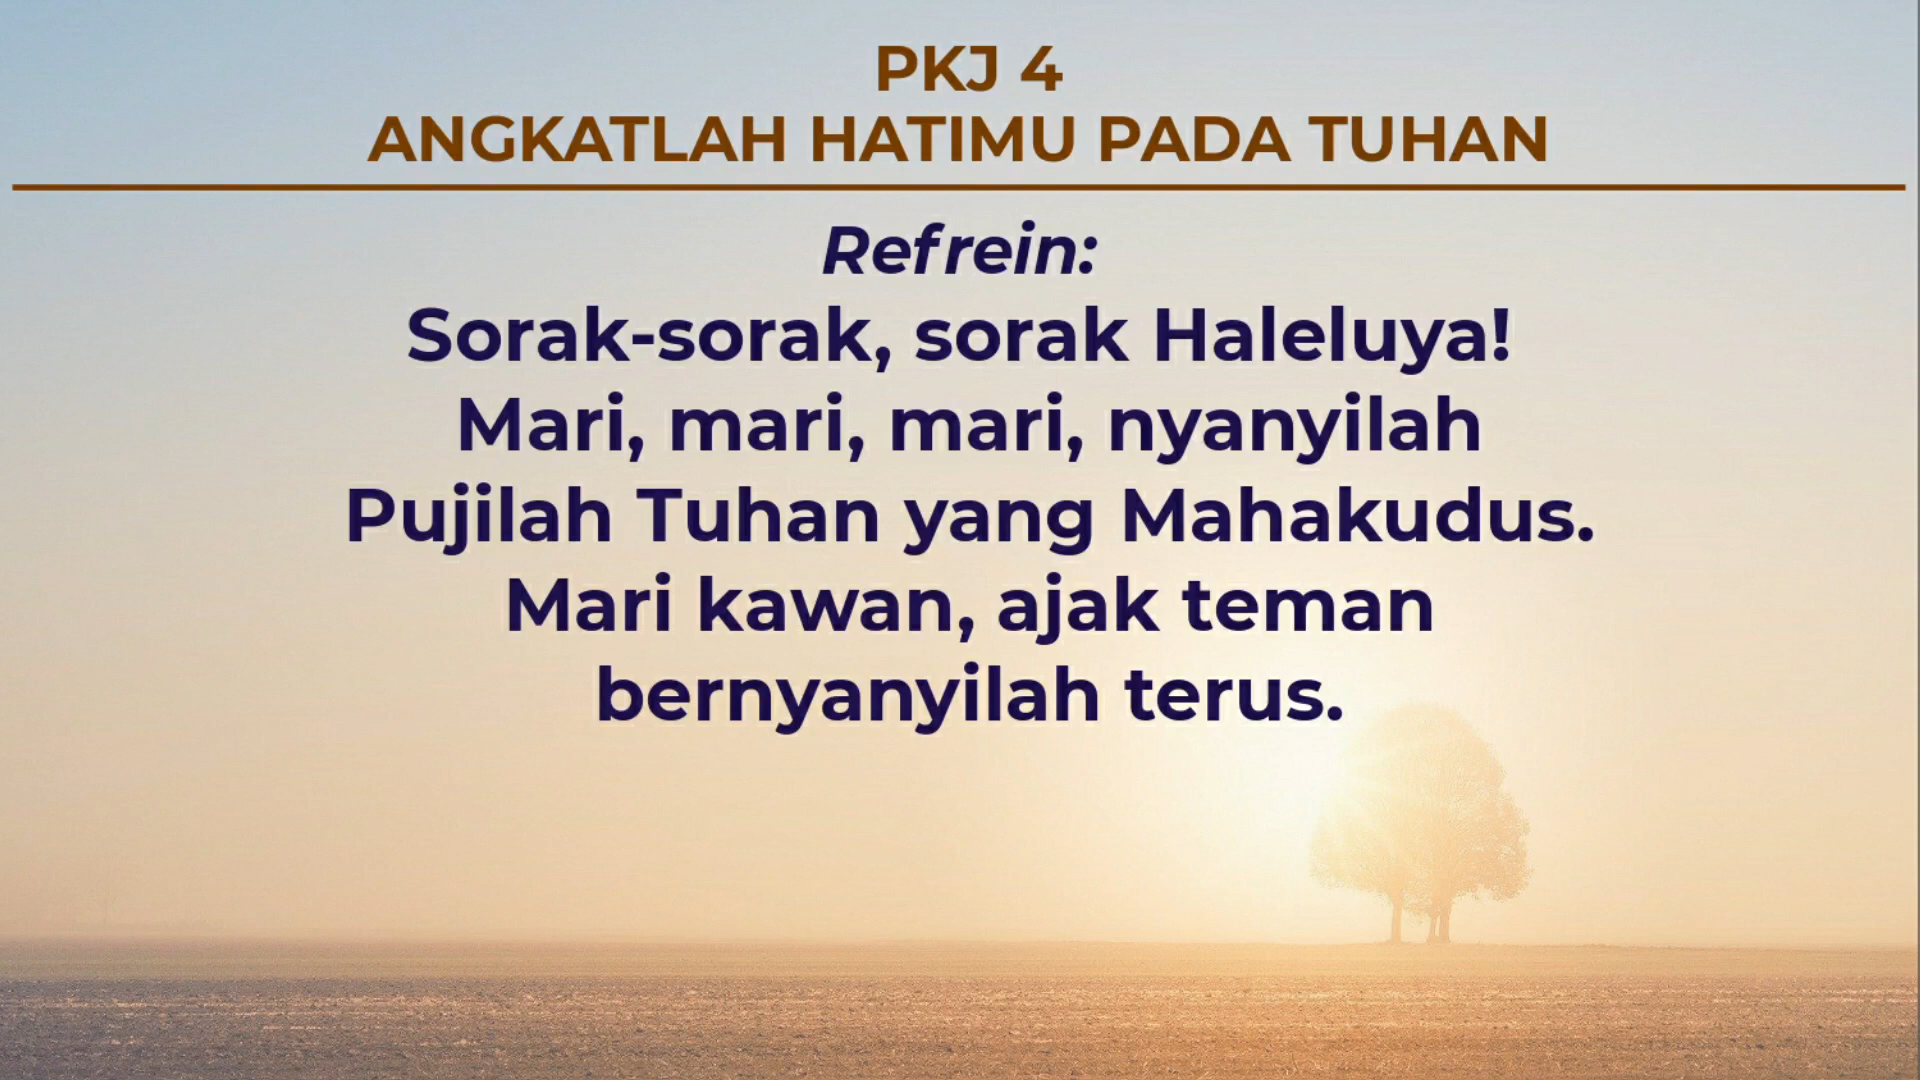 PKJ 4
ANGKATLAH HATIMU PADA TUHAN
Refrein:
Sorak-sorak, sorak Haleluya!
Mari, mari, mari, nyanyilah
Pujilah Tuhan yang Mahakudus.
Mari kawan, ajak teman
bernyanyilah terus.